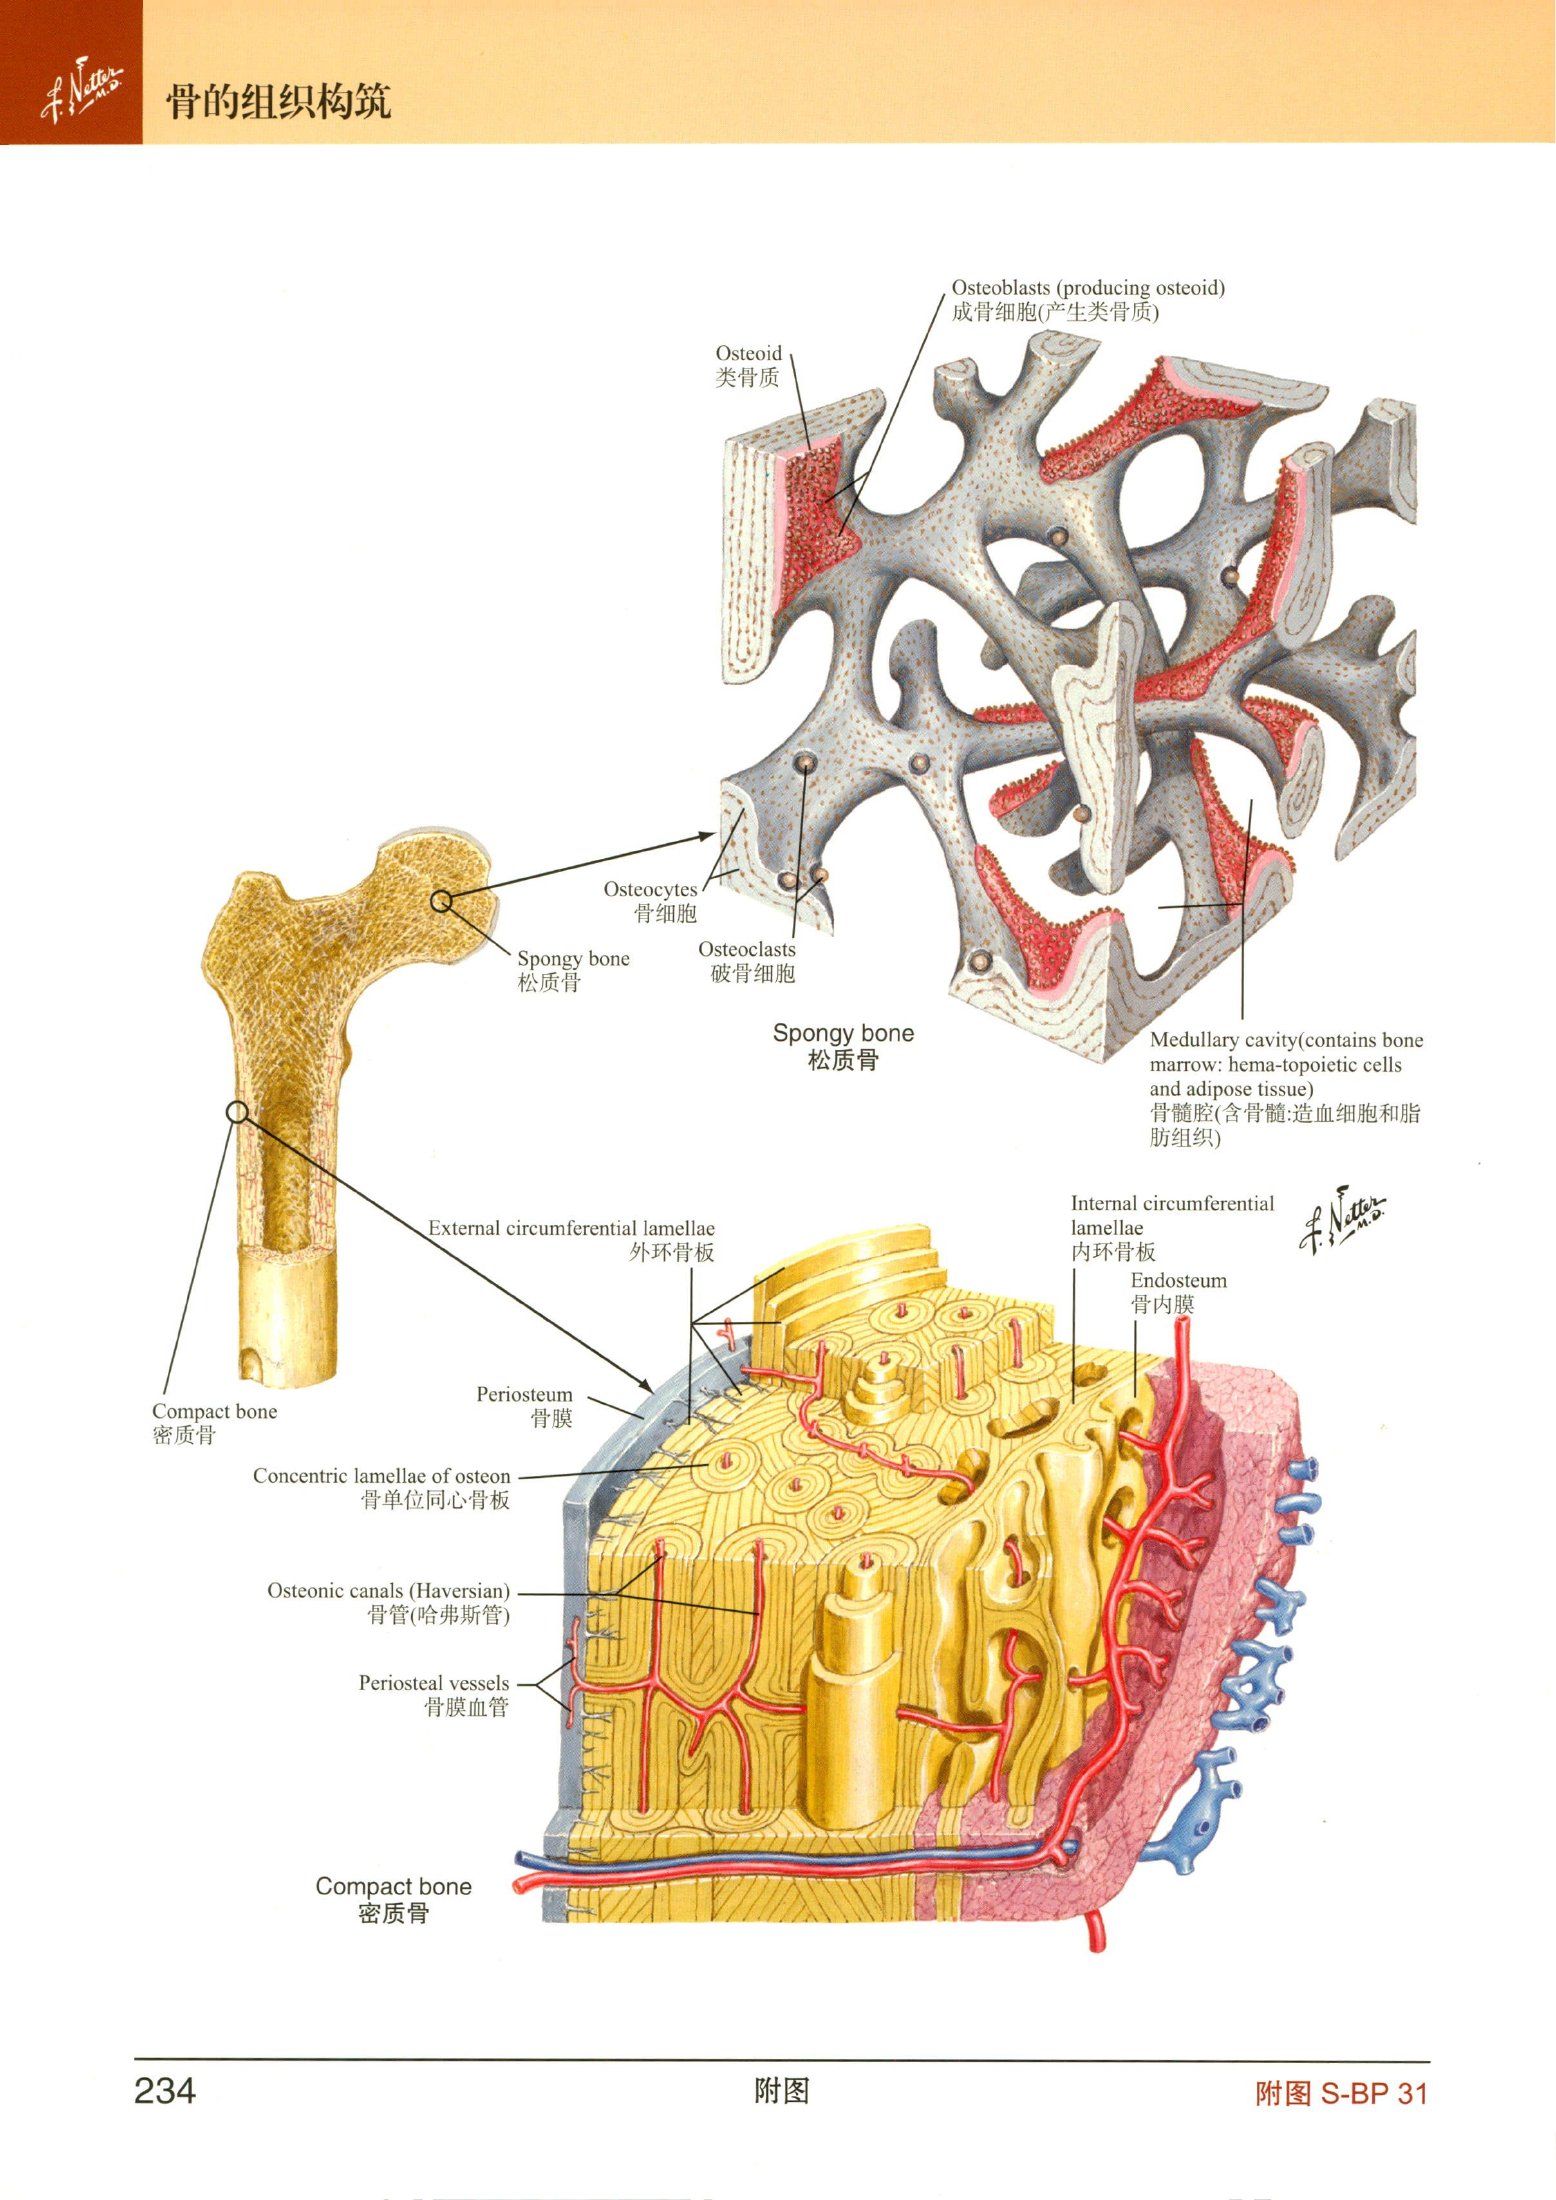 F. Netter M.D.
骨的组织构筑
Osteoblasts (producing osteoid)
成骨细胞(产生类骨质)
Osteoid
类骨质
Osteocytes
骨细胞
Spongy bone
松质骨
Osteoclasts
破骨细胞
Spongy bone
松质骨
Medullary cavity(contains bone
marrow: hema-topoietic cells
and adipose tissue)
骨髓腔(含骨髓:造血细胞和脂
肪组织)
External circumferential lamellae
外环骨板
Internal circumferential
lamellae
内环骨板
F. Netter M.D.
Endosteum
骨内膜
Periosteum
骨膜
Compact bone
密质骨
Concentric lamellae of osteon
骨单位同心骨板
Osteonic canals (Haversian)
骨管(哈弗斯管)
Periosteal vessels
骨膜血管
Compact bone
密质骨
234
附图
附图 S-BP 31